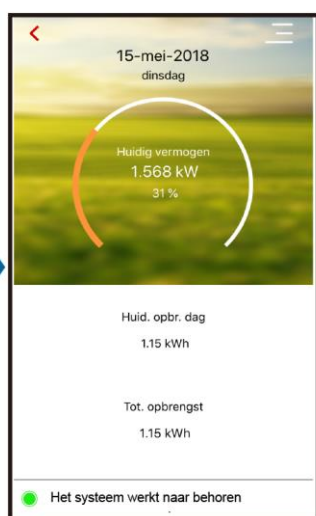 15-mei-2018
dinsdag
Huidig vermogen
1.568 kW
31 %
Huid. opbr. dag
1.15 kWh
Tot. opbrengst
1.15 kWh
Het systeem werkt naar behoren